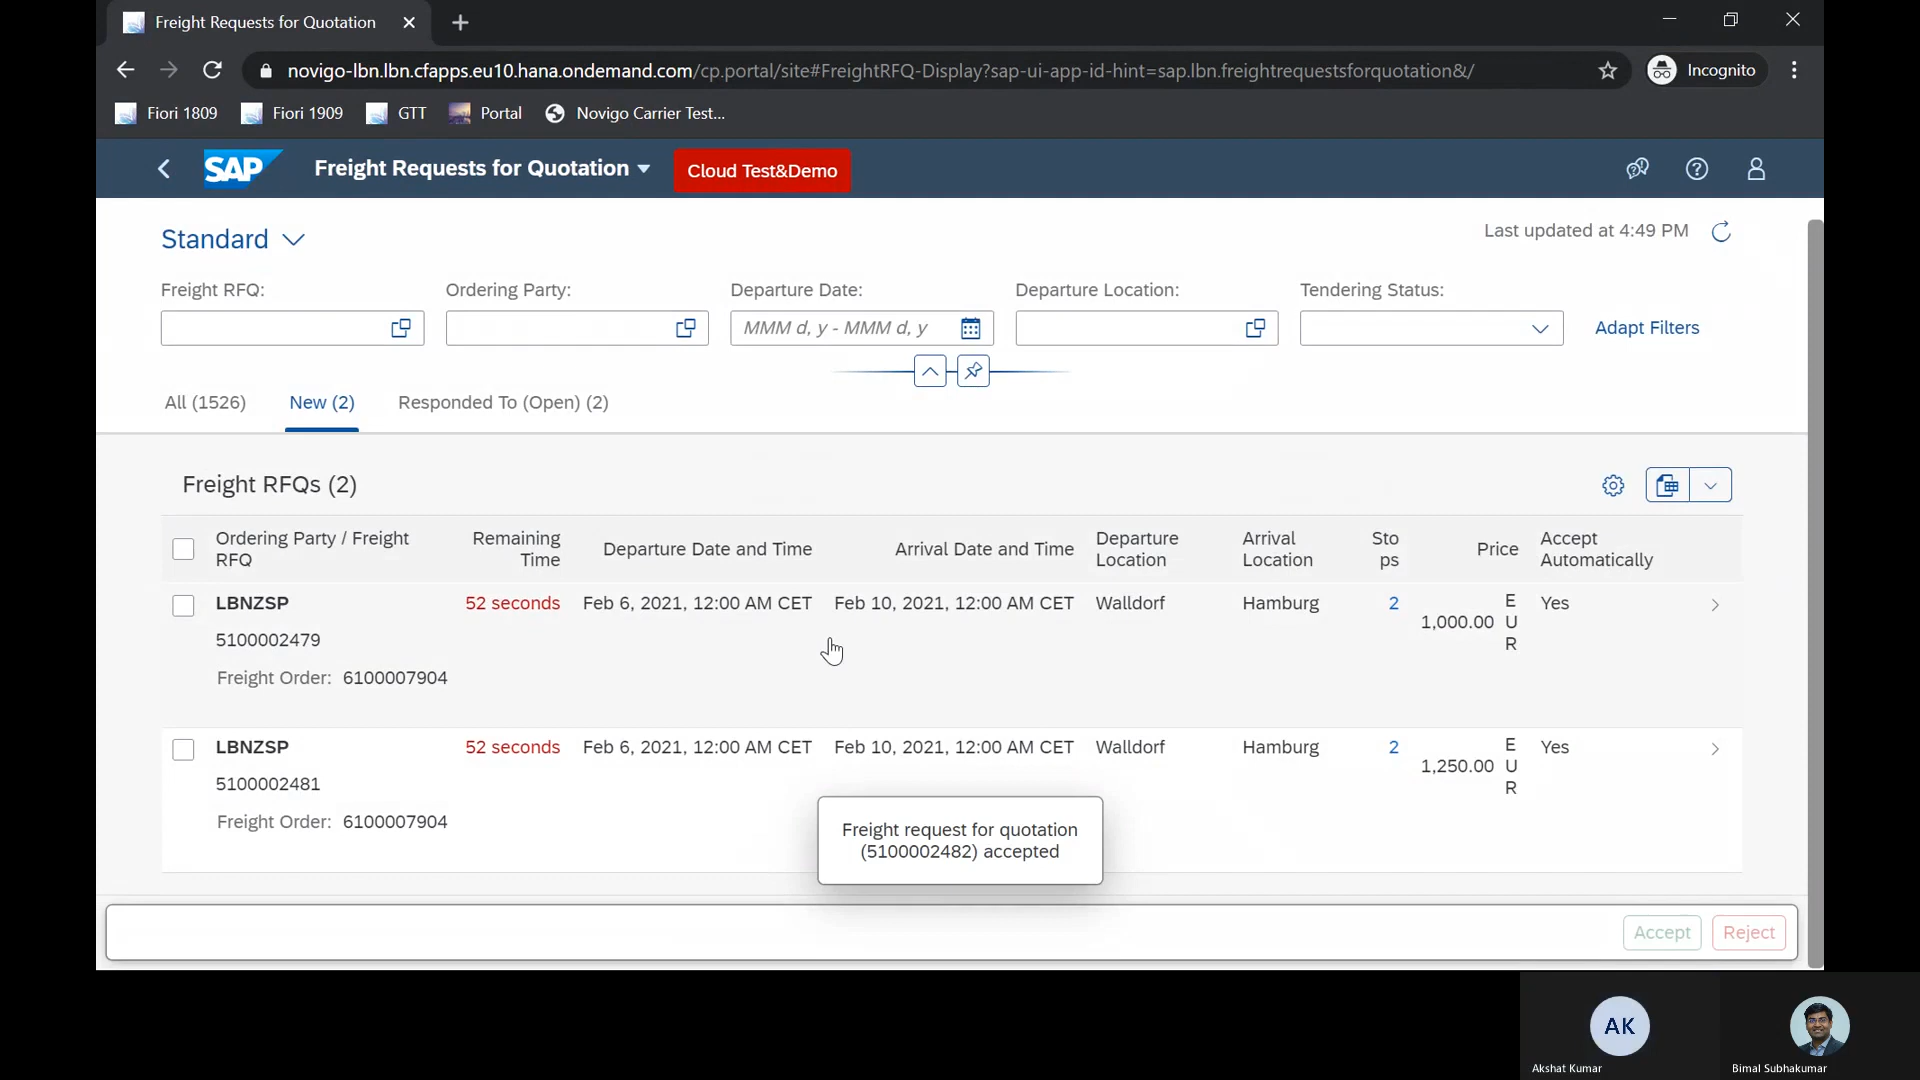 Freight Requests for Quotation
novigo-lbn.lbn.cfapps.eu10.hana.ondemand.com/cp.portal/site#FreightRFQ-Display?sap-ui-app-id-hint=sap.lbn.freightrequestsforquotation&/
Incognito
Fiori 1809
Fiori 1909
GTT
Portal
Novigo Carrier Test...
SAP
Freight Requests for Quotation
Cloud Test&Demo
Standard
Last updated at 4:49 PM
Freight RFQ:
Ordering Party:
Departure Date:
Departure Location:
Tendering Status:
MMM d, y - MMM d, y
Adapt Filters
All (1526)
New (2)
Responded To (Open) (2)
Freight RFQs (2)
Ordering Party / Freight
RFQ
Remaining
Time
Departure Date and Time
Arrival Date and Time
Departure
Location
Arrival
Location
Sto
ps
Price
Accept
Automatically
LBNZSP
52 seconds
Feb 6, 2021, 12:00 AM CET
Feb 10, 2021, 12:00 AM CET
Walldorf
Hamburg
2
1,000.00
E
U
R
Yes
5100002479
Freight Order: 6100007904
LBNZSP
52 seconds
Feb 6, 2021, 12:00 AM CET
Feb 10, 2021, 12:00 AM CET
Walldorf
Hamburg
2
1,250.00
E
U
R
Yes
5100002481
Freight Order: 6100007904
Freight request for quotation
(5100002482) accepted
Accept
Reject
AK
Akshat Kumar
Bimal Subhakumar